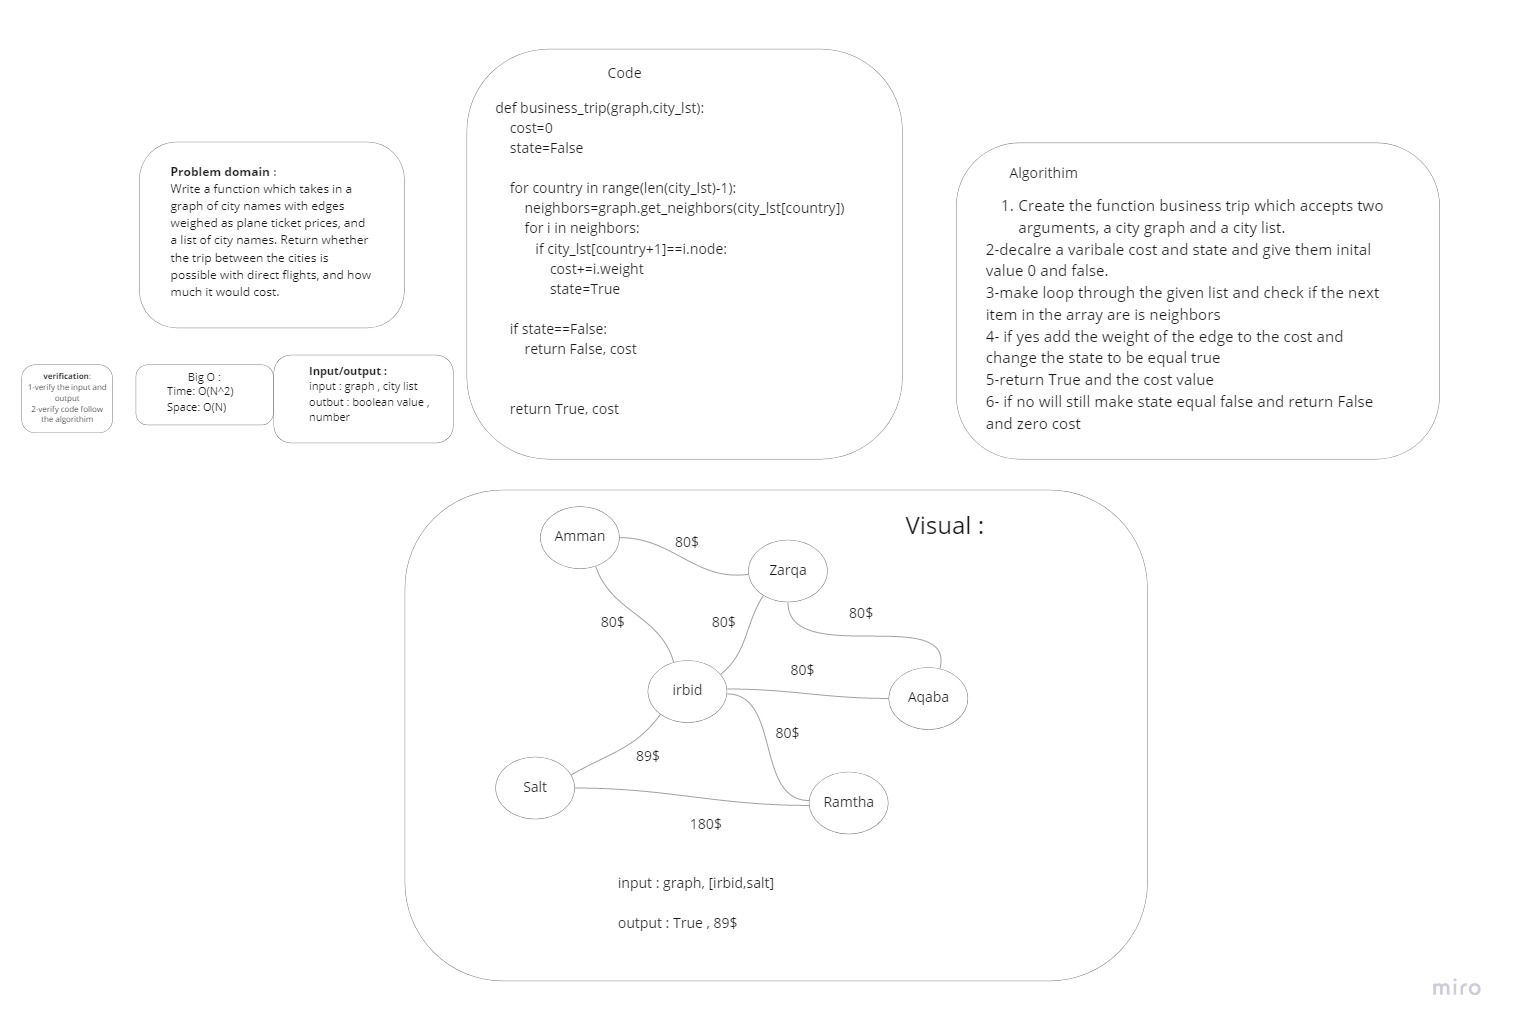 Code
def business_trip(graph,city_lst):
cost=0
state=False
for country in range(len(city_lst)-1):
neighbors=graph.get_neighbors(city_lst[country])
for i in neighbors:
if city_lst[country+1]==i.node:
cost+=i.weight
state=True
if state==False:
return False, cost
return True, cost
Problem domain :
Write a function which takes in a
graph of city names with edges
weighed as plane ticket prices, and
a list of city names. Return whether
the trip between the cities is
possible with direct flights, and how
much it would cost.
verification:
1-verify the input and
output
2-verify code follow
the algorithim
Big O :
Time: O(N^2)
Space: O(N)
Input/output :
input : graph , city list
outbut : boolean value ,
number
Algorithim
1. Create the function business trip which accepts two
arguments, a city graph and a city list.
2-decalre a varibale cost and state and give them inital
value 0 and false.
3-make loop through the given list and check if the next
item in the array are is neighbors
4- if yes add the weight of the edge to the cost and
change the state to be equal true
5-return True and the cost value
6- if no will still make state equal false and return False
and zero cost
Visual :
Amman
80$
Zarqa
80$
80$
80$
irbid
80$
Aqaba
80$
89$
Salt
Ramtha
180$
input : graph, [irbid,salt]
output : True , 89$
miro